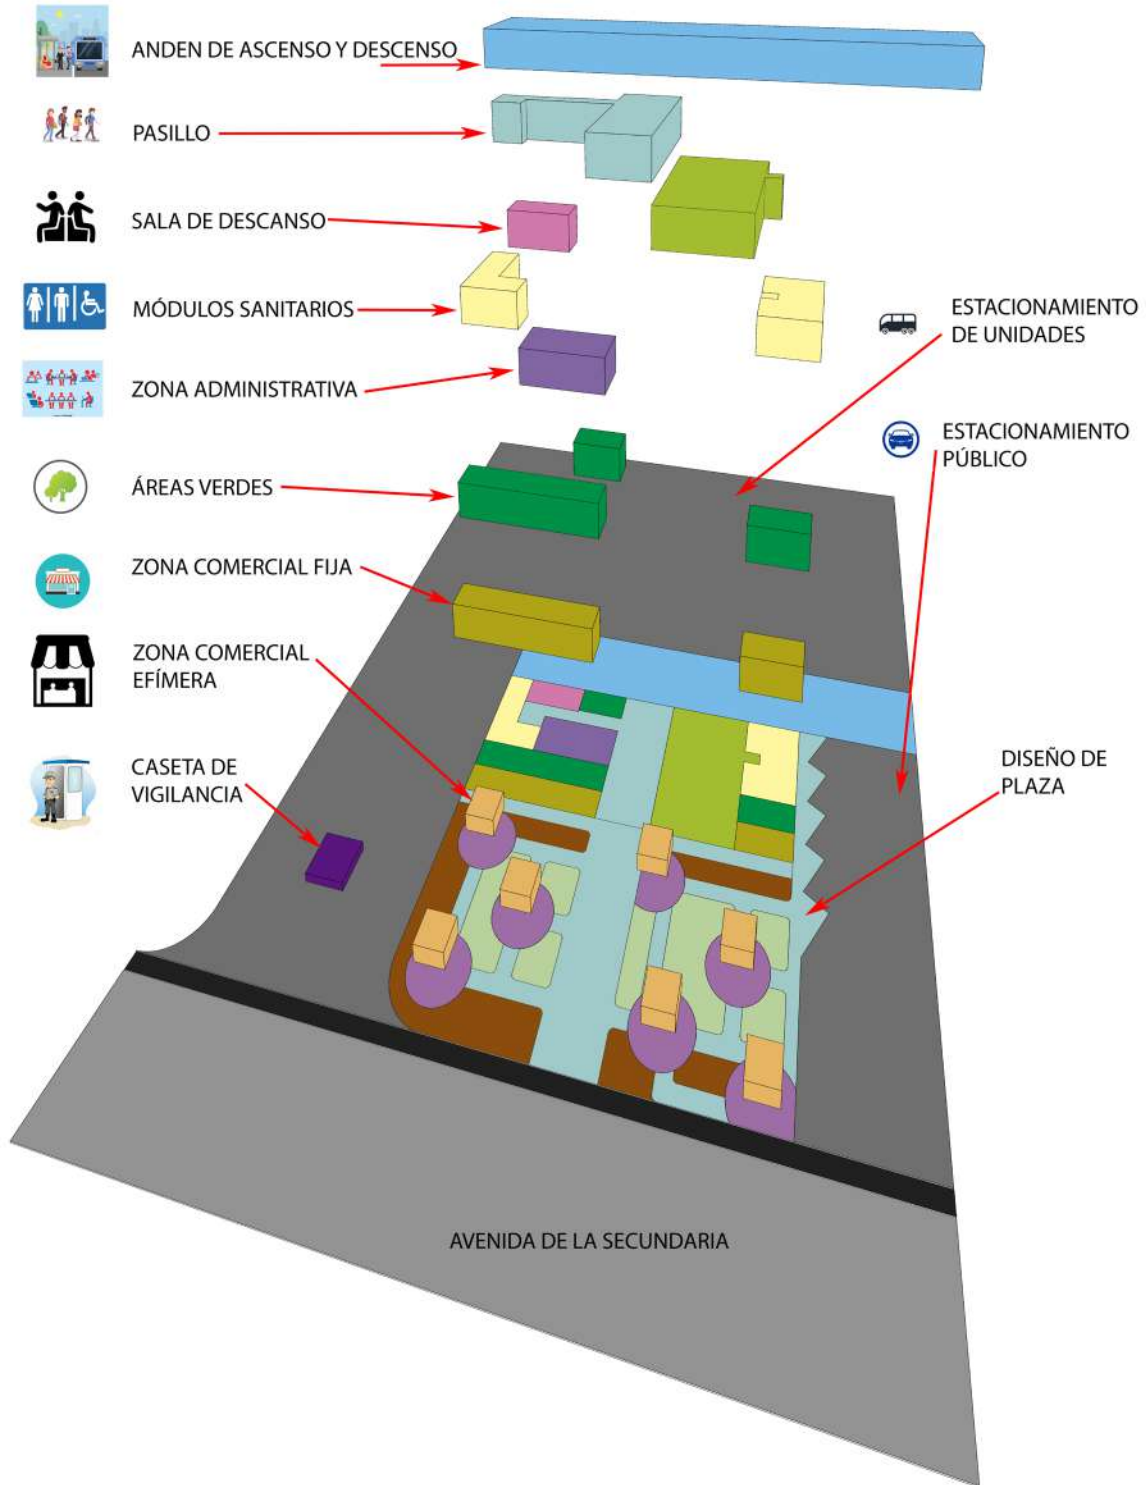 ANDEN DE ASCENSO Y DESCENSO
PASILLO
SALA DE DESCANSO
MÓDULOS SANITARIOS
ESTACIONAMIENTO
DE UNIDADES
ZONA ADMINISTRATIVA
ESTACIONAMIENTO
PÚBLICO
ÁREAS VERDES
ZONA COMERCIAL FIJA
ZONA COMERCIAL
EFÍMERA
DISEÑO DE
PLAZA
CASETA DE
VIGILANCIA
AVENIDA DE LA SECUNDARIA